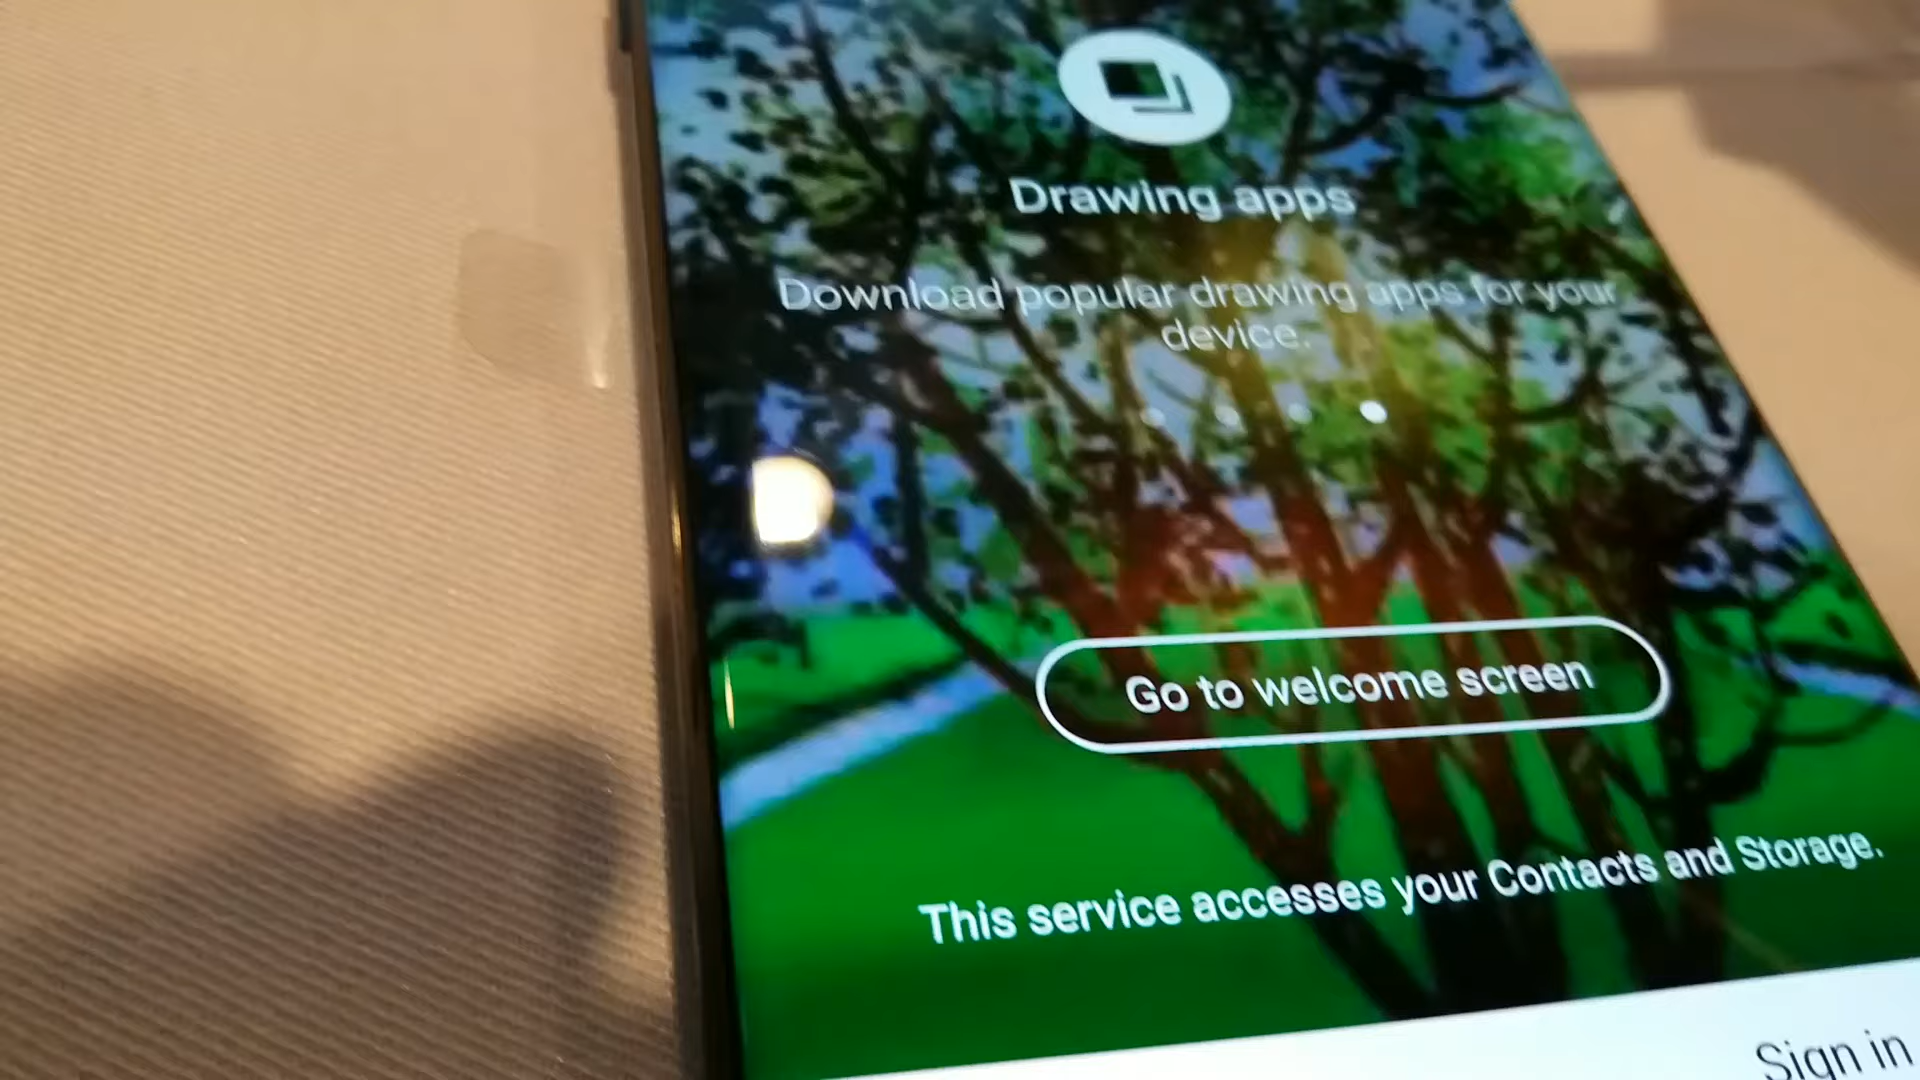 Drawing apps
Download popular drawing apps for your
device.
Go to welcome screen
This service accesses your Contacts and Storage.
Sign in